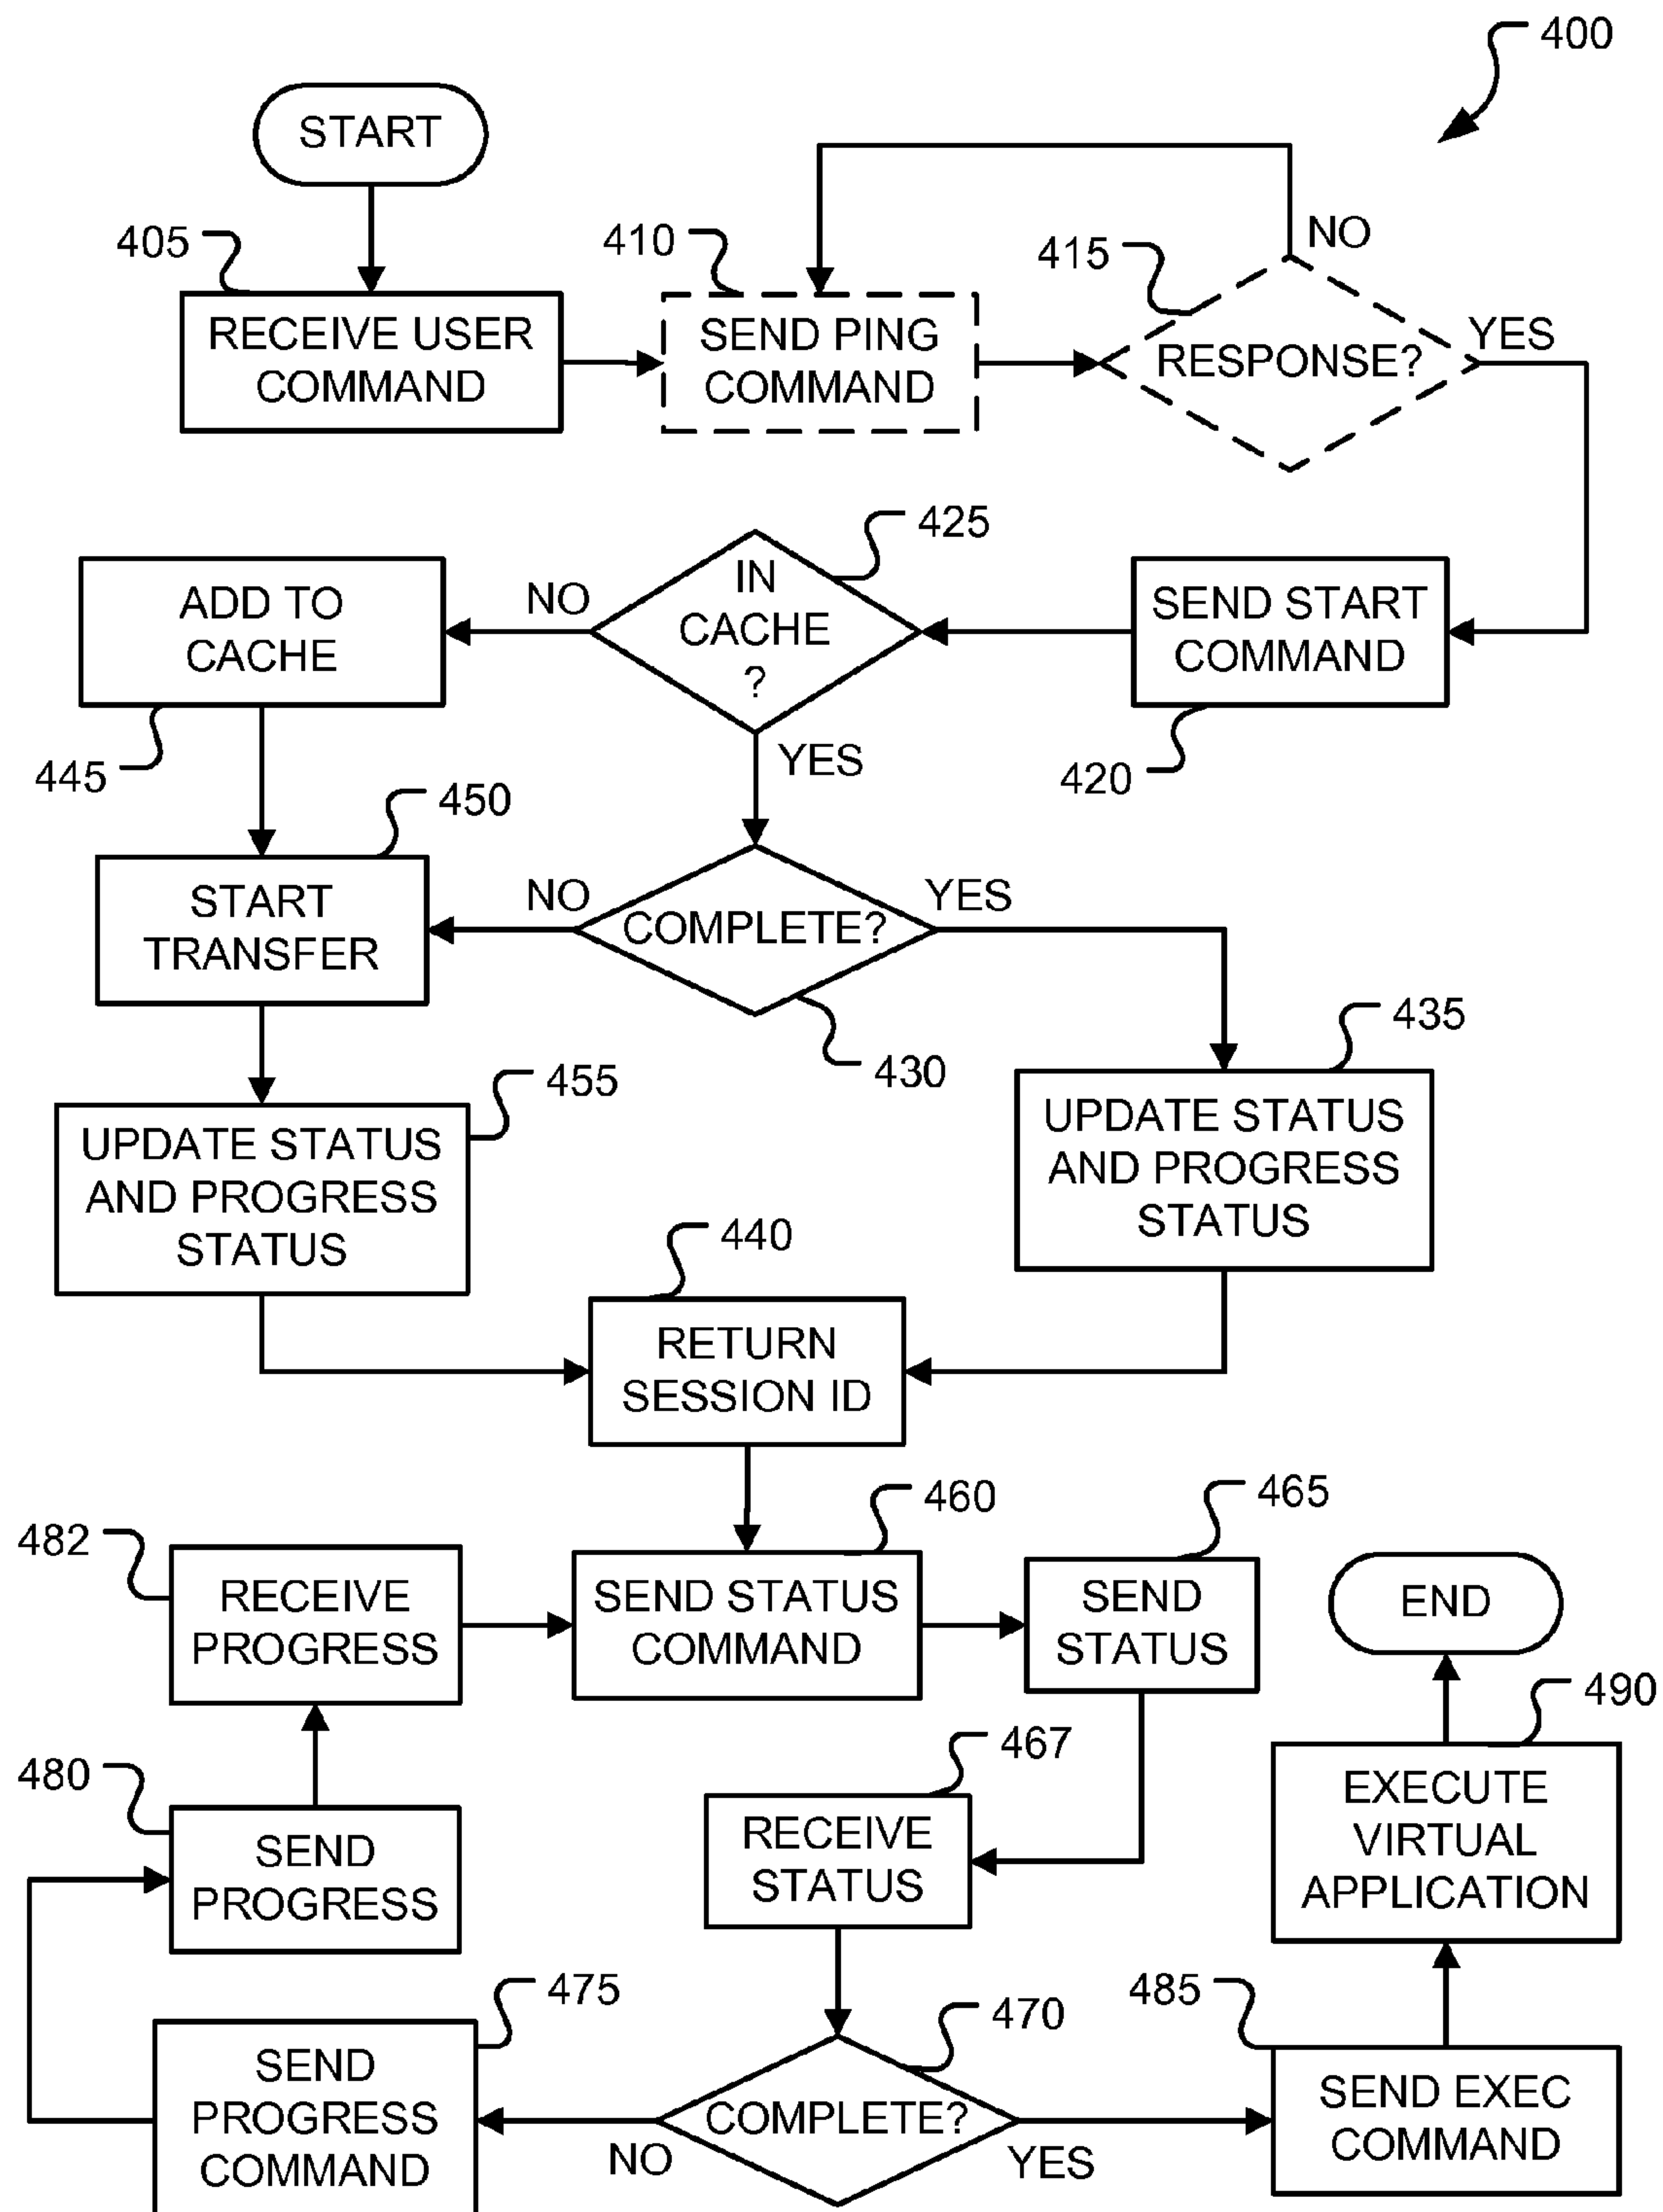 400
START
405
RECEIVE USER
COMMAND
410
SEND PING
COMMAND
415
RESPONSE?
NO
YES
425
IN
CACHE
?
NO
YES
SEND START
COMMAND
420
ADD TO
CACHE
445
450
START
TRANSFER
NO
COMPLETE?
YES
430
435
UPDATE STATUS
AND PROGRESS
STATUS
455
UPDATE STATUS
AND PROGRESS
STATUS
440
RETURN
SESSION ID
460
SEND STATUS
COMMAND
465
SEND
STATUS
482
RECEIVE
PROGRESS
END
490
EXECUTE
VIRTUAL
APPLICATION
467
RECEIVE
STATUS
480
SEND
PROGRESS
475
SEND
PROGRESS
COMMAND
470
COMPLETE?
NO
YES
485
SEND EXEC
COMMAND